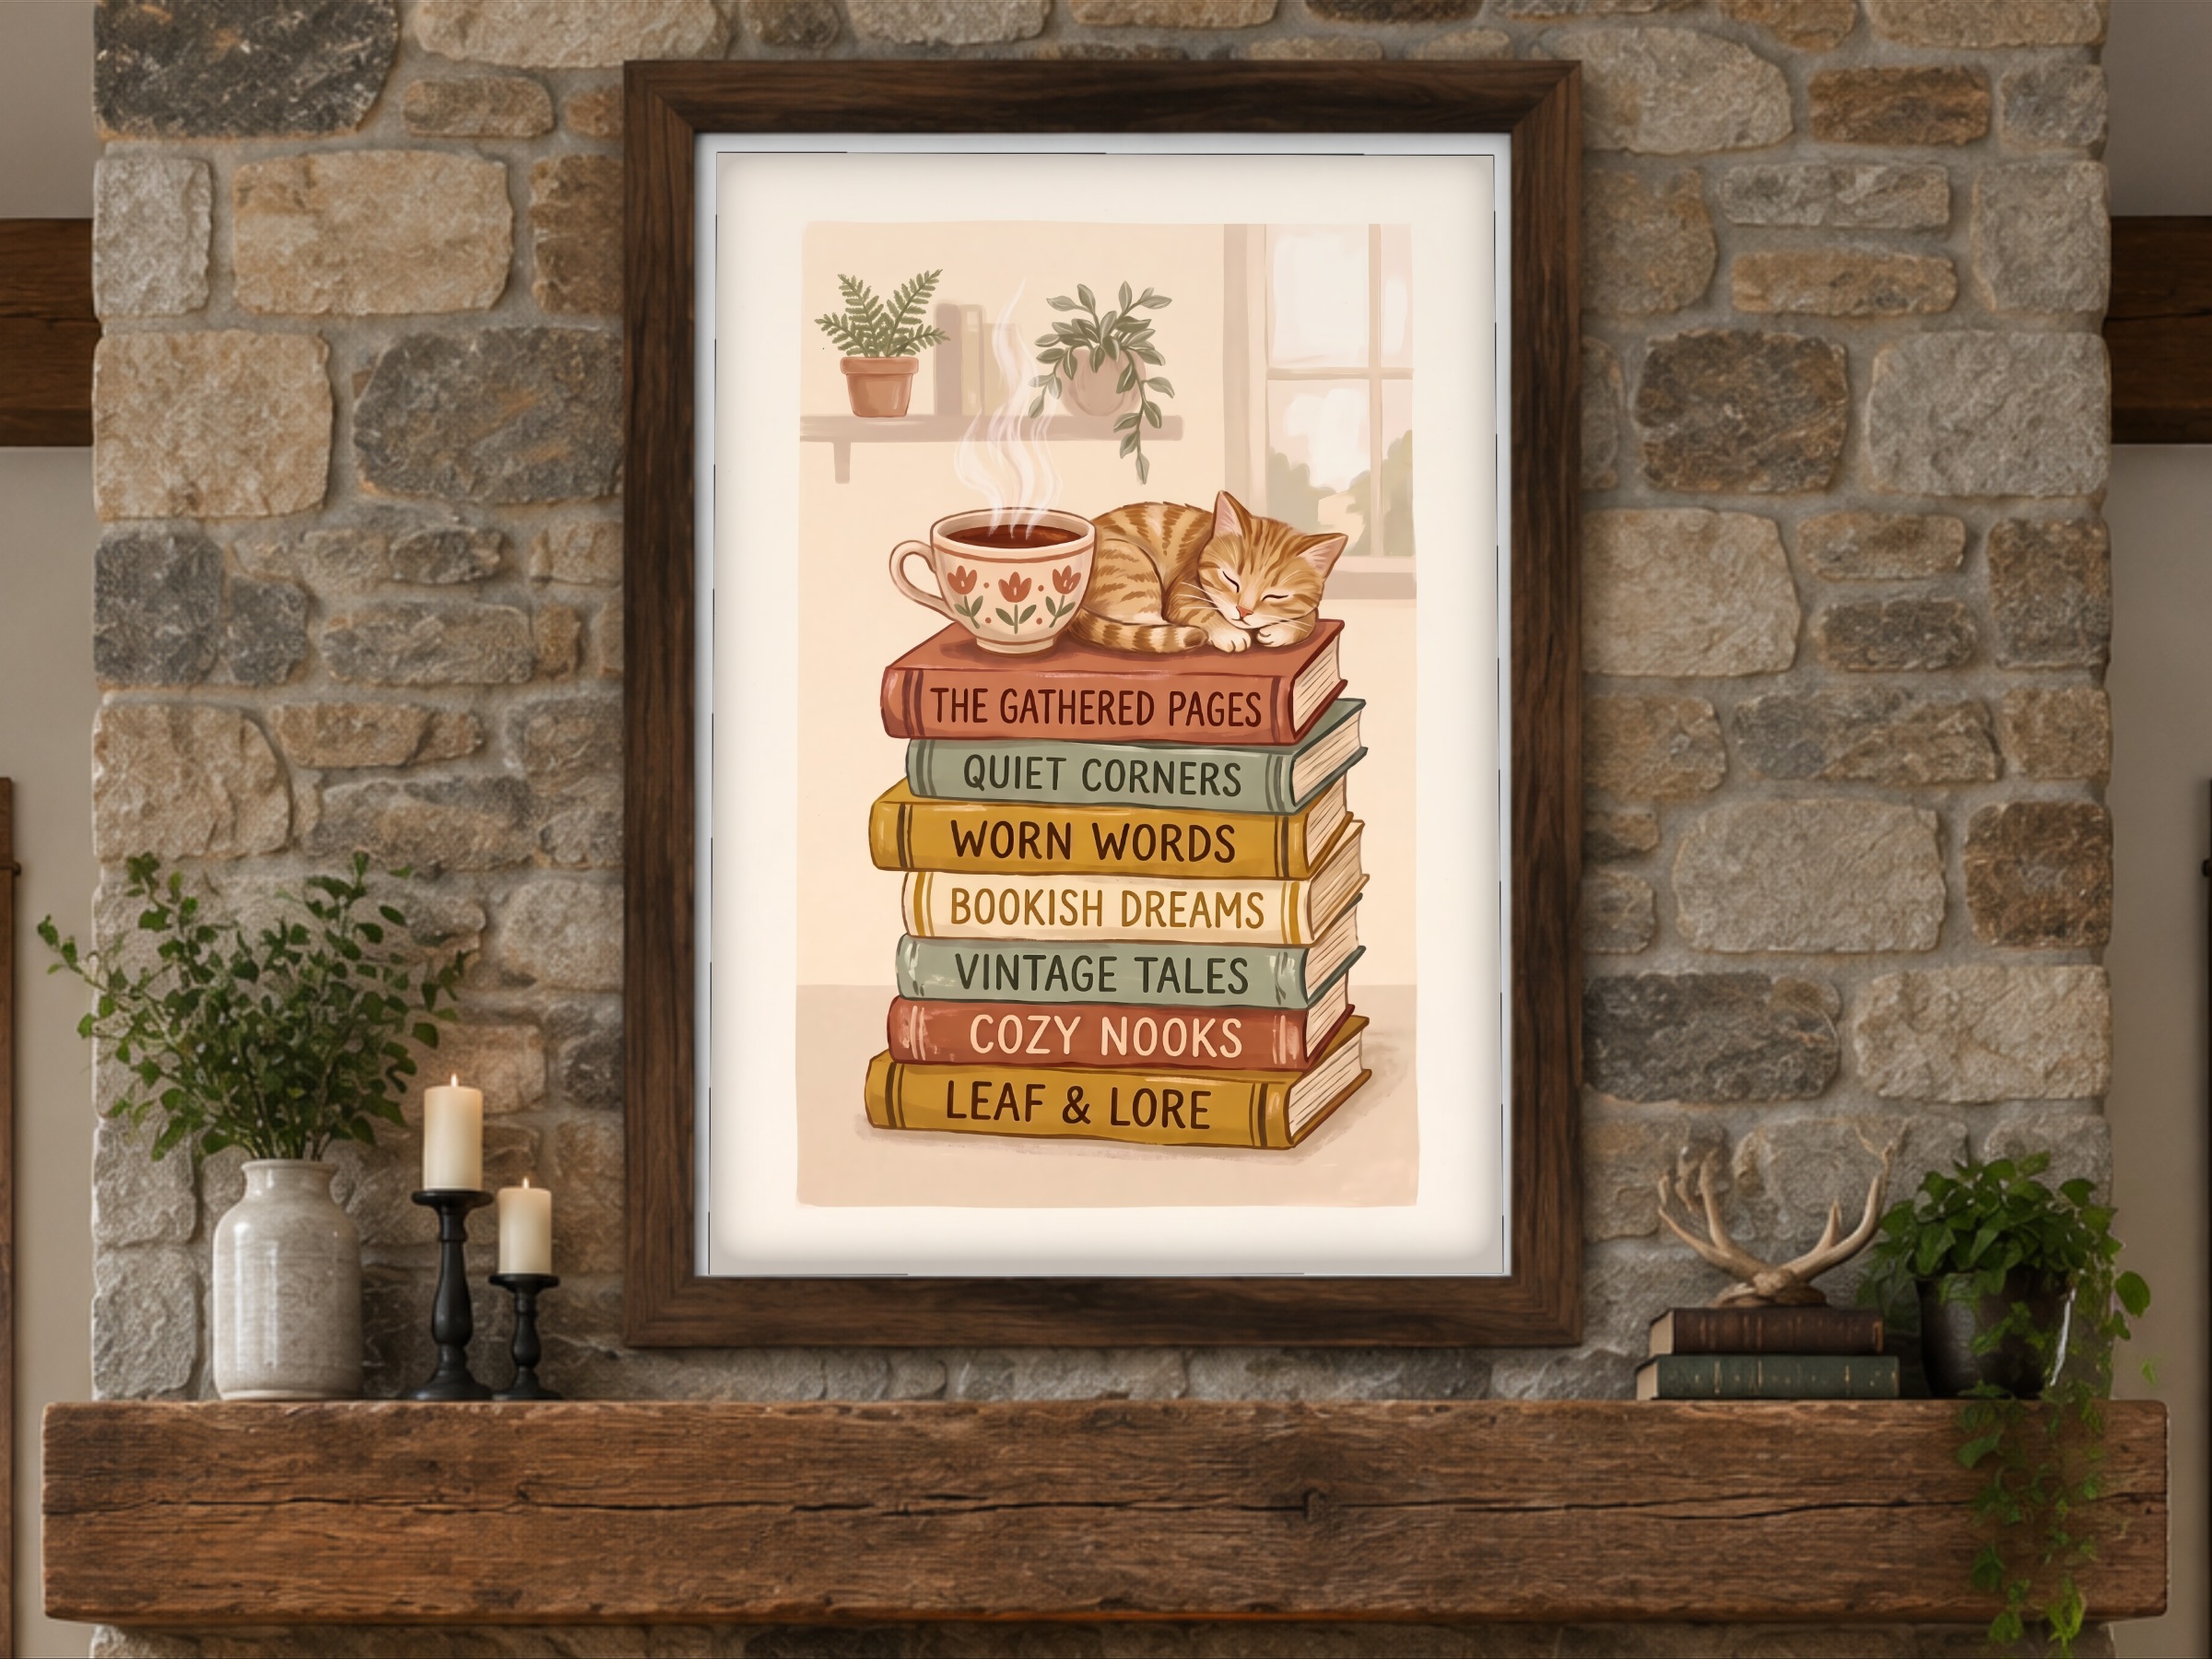 THE GATHERED PAGES
QUIET CORNERS
WORN WORDS
BOOKISH DREAMS
VINTAGE TALES
COZY NOOKS
LEAF & LORE